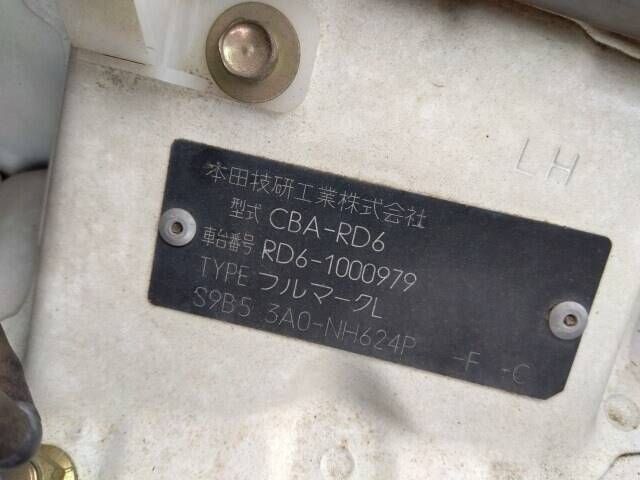 LH
本田技研工業株式会社
型式 CBA-RD6
車台番号 RD6-1000979
TYPE フルマークL
S9B5 3A0-NH624P -F -C